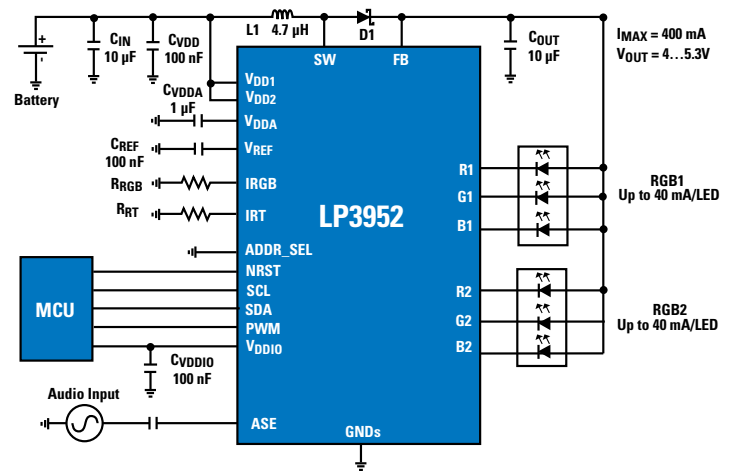 +
Battery
CIN
10 µF
CVDD
100 nF
L1 4.7 µH
D1
COUT
10 µF
IMAX = 400 mA
VOUT = 4…5.3V
SW
FB
CVDDA
1 µF
CREF
100 nF
RRGB
RRT
VDD1
VDD2
VDDA
VREF
IRGB
IRT
ADDR_SEL
NRST
SCL
SDA
PWM
VDDIO
ASE
LP3952
GNDs
R1
G1
B1
R2
G2
B2
RGB1
Up to 40 mA/LED
RGB2
Up to 40 mA/LED
MCU
CVDDIO
100 nF
Audio Input